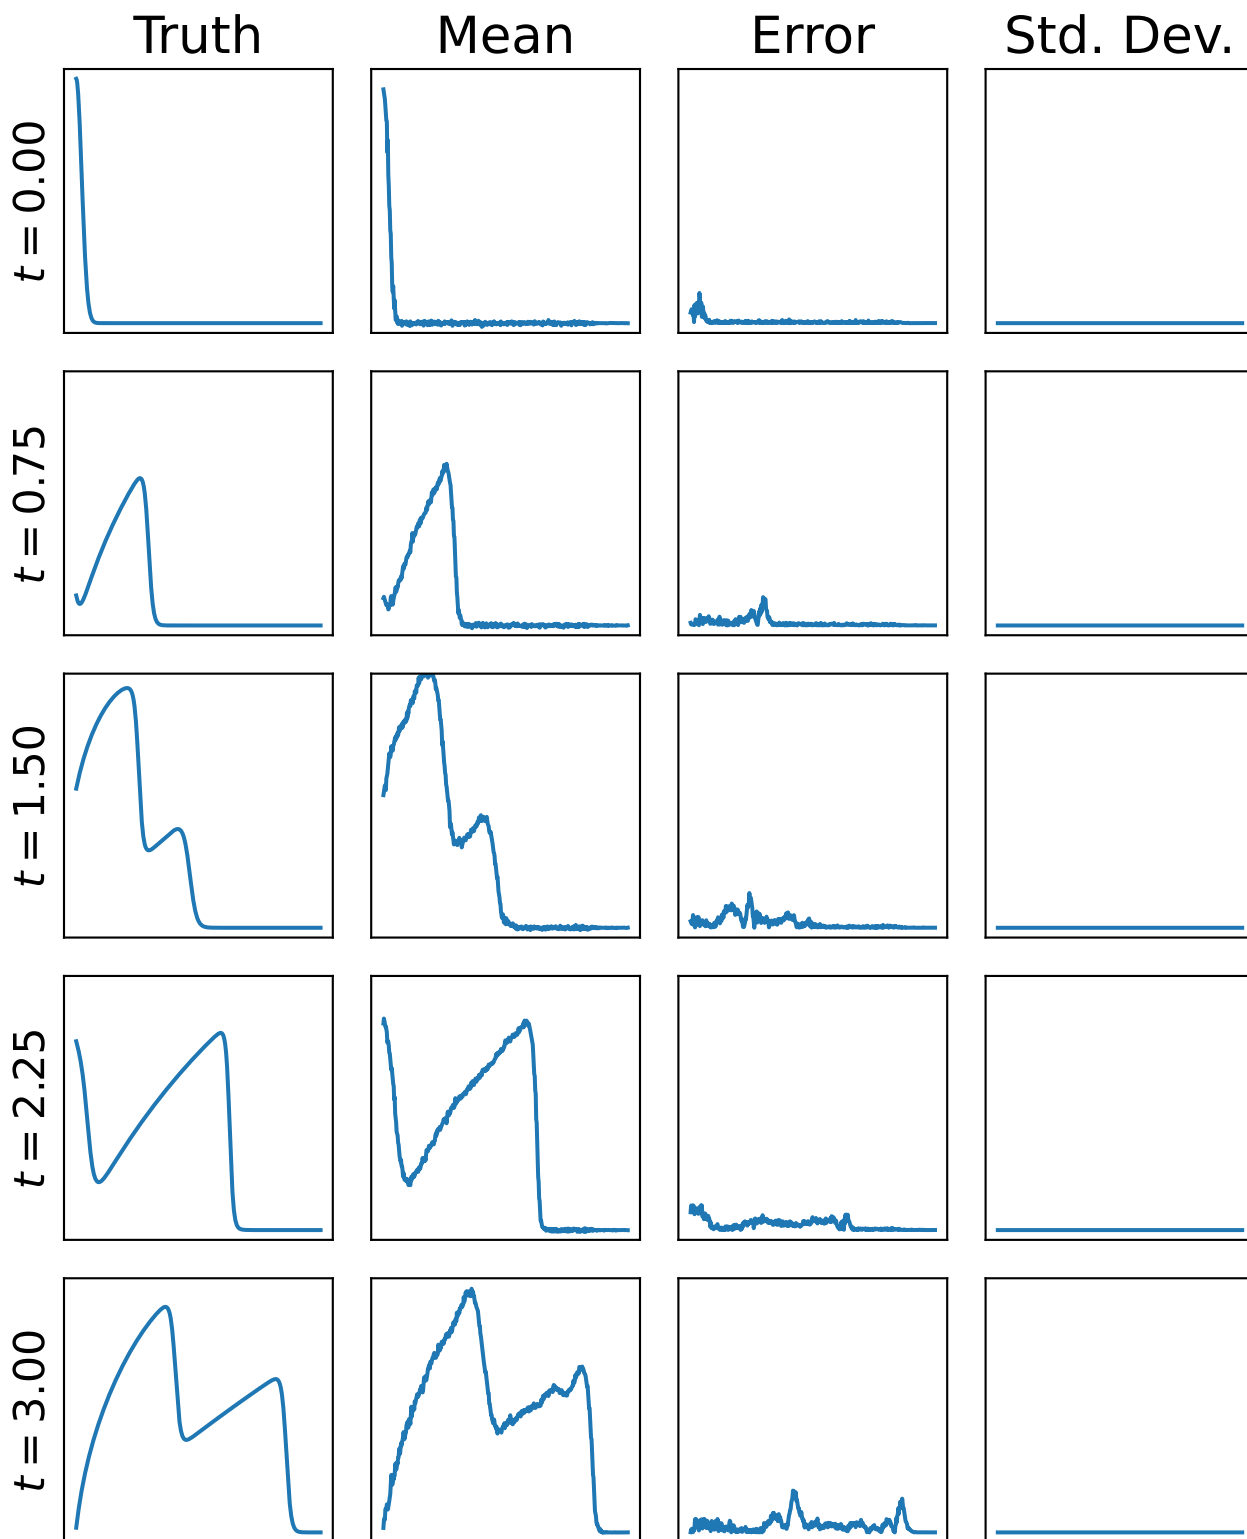 Truth Mean Error Std. Dev.
t = 0.00
t = 0.75
t = 1.50
t = 2.25
t = 3.00